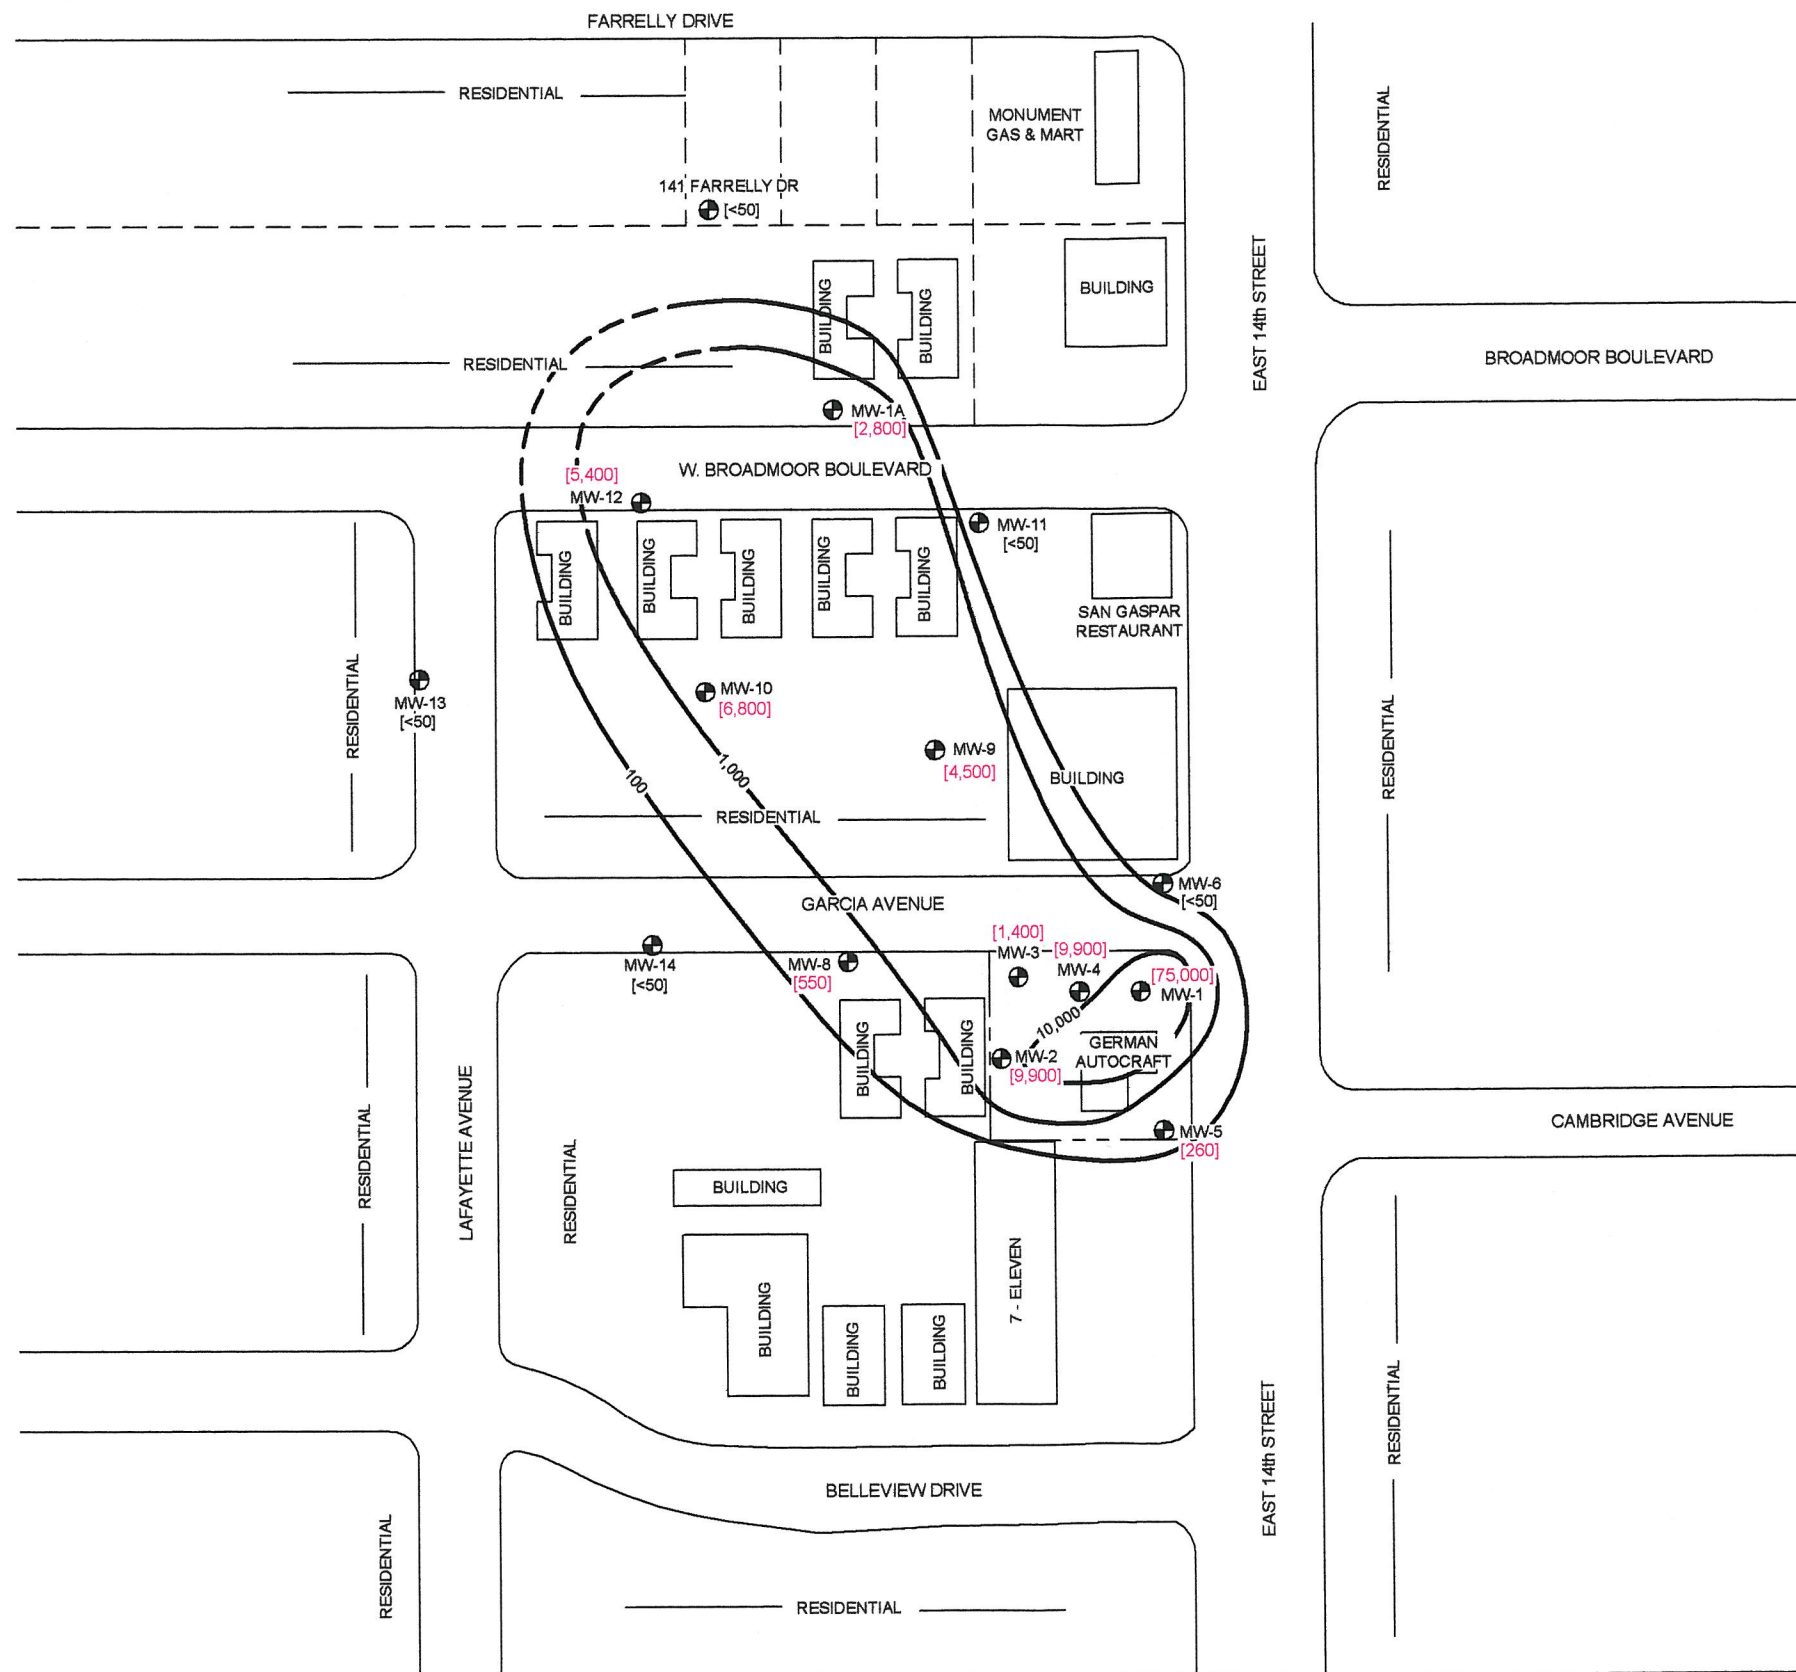 FARRELLY DRIVE
RESIDENTIAL
MONUMENT
GAS & MART
RESIDENTIAL
141 FARRELLY DR
[<50]
BUILDING
BUILDING
BUILDING
EAST 14th STREET
RESIDENTIAL
BROADMOOR BOULEVARD
MW-1A
[2,800]
[5,400]
W. BROADMOOR BOULEVARD
MW-12
MW-11
[<50]
BUILDING
BUILDING
BUILDING
BUILDING
BUILDING
SAN GASPAR
RESTAURANT
RESIDENTIAL
MW-13
[<50]
MW-10
[6,800]
RESIDENTIAL
MW-9
[4,500]
100
1,000
BUILDING
RESIDENTIAL
MW-6
[<50]
GARCIA AVENUE
[1,400]
MW-3
[9,900]
MW-14
[<50]
MW-8
[550]
MW-4
[75,000]
MW-1
10,000
GERMAN
AUTOCRAFT
BUILDING
BUILDING
MW-2
[9,900]
CAMBRIDGE AVENUE
MW-5
[260]
RESIDENTIAL
LAFAYETTE AVENUE
RESIDENTIAL
BUILDING
7 - ELEVEN
BUILDING
BUILDING
BUILDING
RESIDENTIAL
EAST 14th STREET
BELLEVIEW DRIVE
RESIDENTIAL
RESIDENTIAL